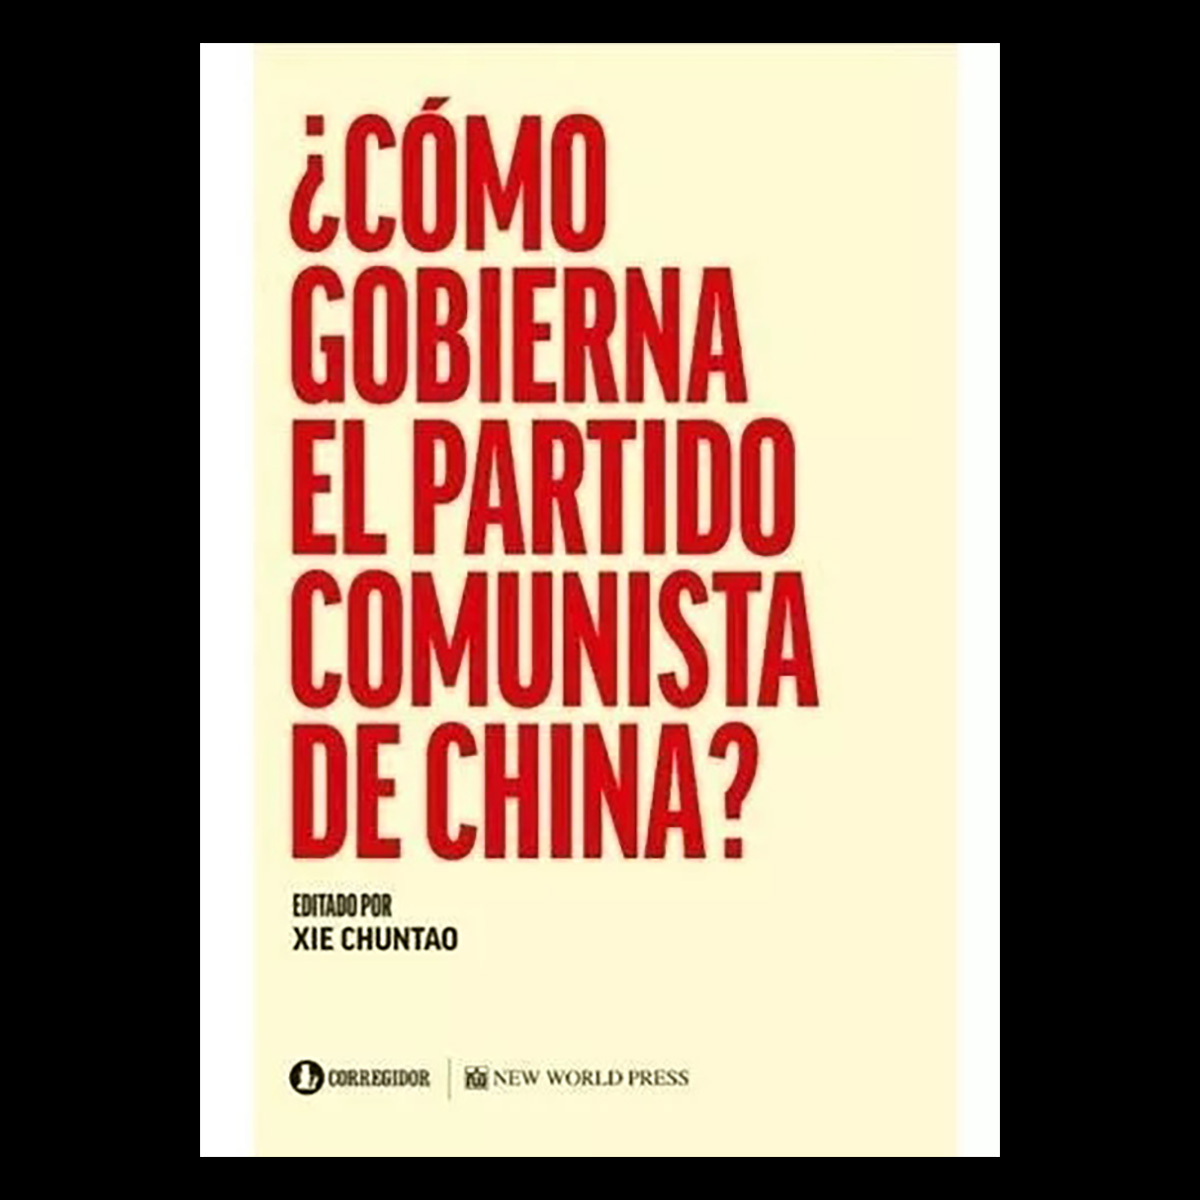 ¿CÓMO
GOBIERNA
EL PARTIDO
COMUNISTA
DE CHINA?
EDITADO POR
XIE CHUNTAO
CORREGIDOR
NEW WORLD PRESS